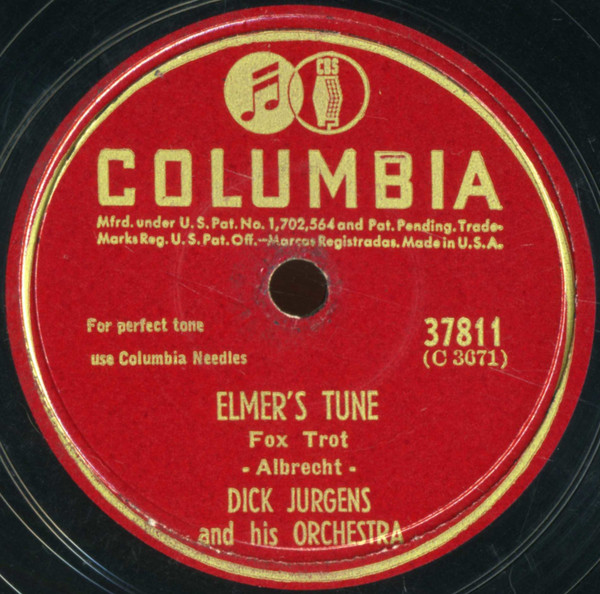 CBS
COLUMBIA
Mfrd. under U.S. Pat. No. 1,702,564 and Pat. Pending. Trade-
Marks Reg. U.S. Pat. Off.-Marcas Registradas. Made in U.S.A.
For perfect tone
use Columbia Needles
37811
(C 3671)
ELMER'S TUNE
Fox Trot
- Albrecht -
DICK JURGENS
and his ORCHESTRA